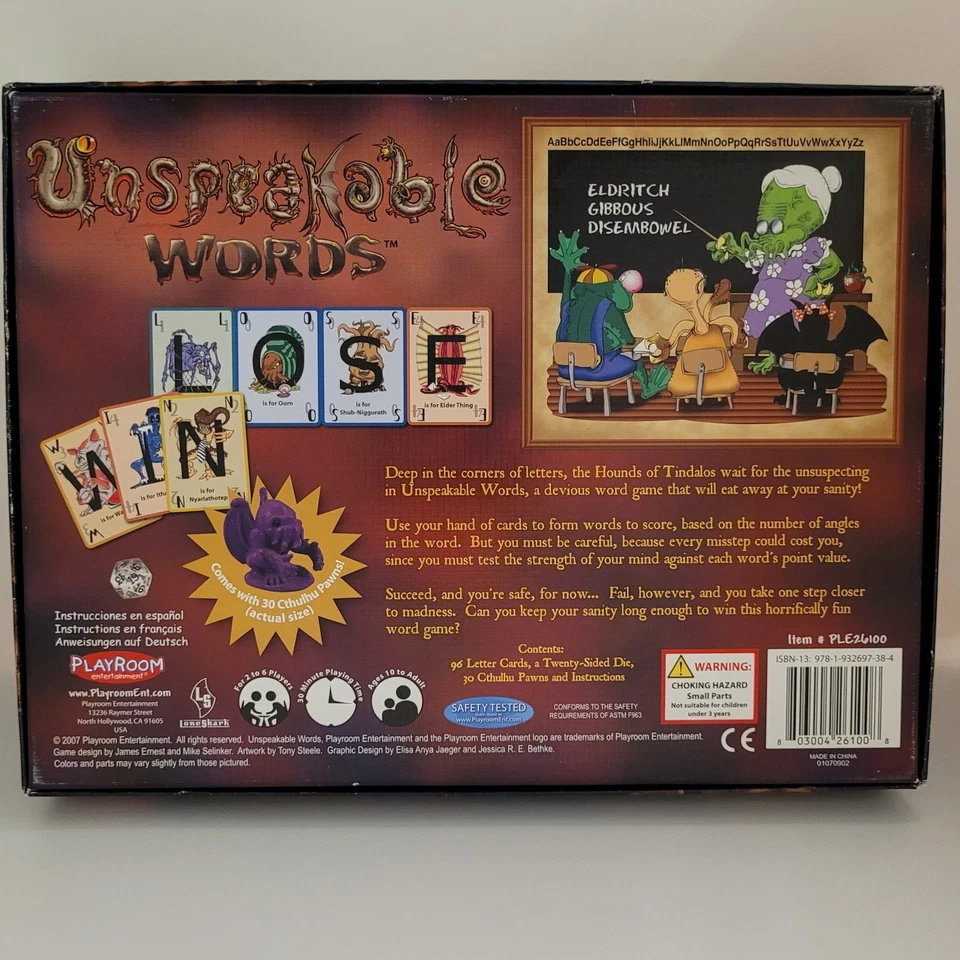 Unspeakable
WORDS™
AaBbCcDdEeFfGgHhIiJjKkLlMmNnOoPpQqRrSsTtUuVvWwXxYyZz
ELDRITCH
GIBBOUS
DISEMBOWEL
L L
L
O O
O
is for Oorn
O
S S
S
is for
Shub-Niggurath
S S
E E
E
is for Elder Thing
W
W
is for Wa
W
L
I
is for Itha
N N
N
is for
Nyarlathotep
N
Comes with 30 Cthulhu Pawns!
(actual size)
Deep in the corners of letters, the Hounds of Tindalos wait for the unsuspecting
in Unspeakable Words, a devious word game that will eat away at your sanity!
Use your hand of cards to form words to score, based on the number of angles
in the word. But you must be careful, because every misstep could cost you,
since you must test the strength of your mind against each word's point value.
Succeed, and you're safe, for now... Fail, however, and you take one step closer
to madness. Can you keep your sanity long enough to win this horrifically fun
word game?
Item # PLE26100
Instrucciones en español
Instructions en français
Anweisungen auf Deutsch
PLAYROOM
entertainment®
www.PlayroomEnt.com
Playroom Entertainment
13236 Raymer Street
North Hollywood, CA 91605
USA
LS
loneshark
For 2 to 6 Players
30 Minute Playing Time
Ages 10 to Adult
Contents:
96 Letter Cards, a Twenty-Sided Die,
30 Cthulhu Pawns and Instructions
SAFETY TESTED
www.PlayroomEnt.com
CONFORMS TO THE SAFETY
REQUIREMENTS OF ASTM F963
WARNING:
CHOKING HAZARD
Small Parts
Not suitable for children
under 3 years
CE
ISBN-13: 978-1-932697-38-4
8 03004 26100 8
MADE IN CHINA
01070902
© 2007 Playroom Entertainment. All rights reserved. Unspeakable Words, Playroom Entertainment and the Playroom Entertainment logo are trademarks of Playroom Entertainment.
Game design by James Ernest and Mike Selinker. Artwork by Tony Steele. Graphic Design by Elisa Anya Jaeger and Jessica R. E. Bethke.
Colors and parts may vary slightly from those pictured.